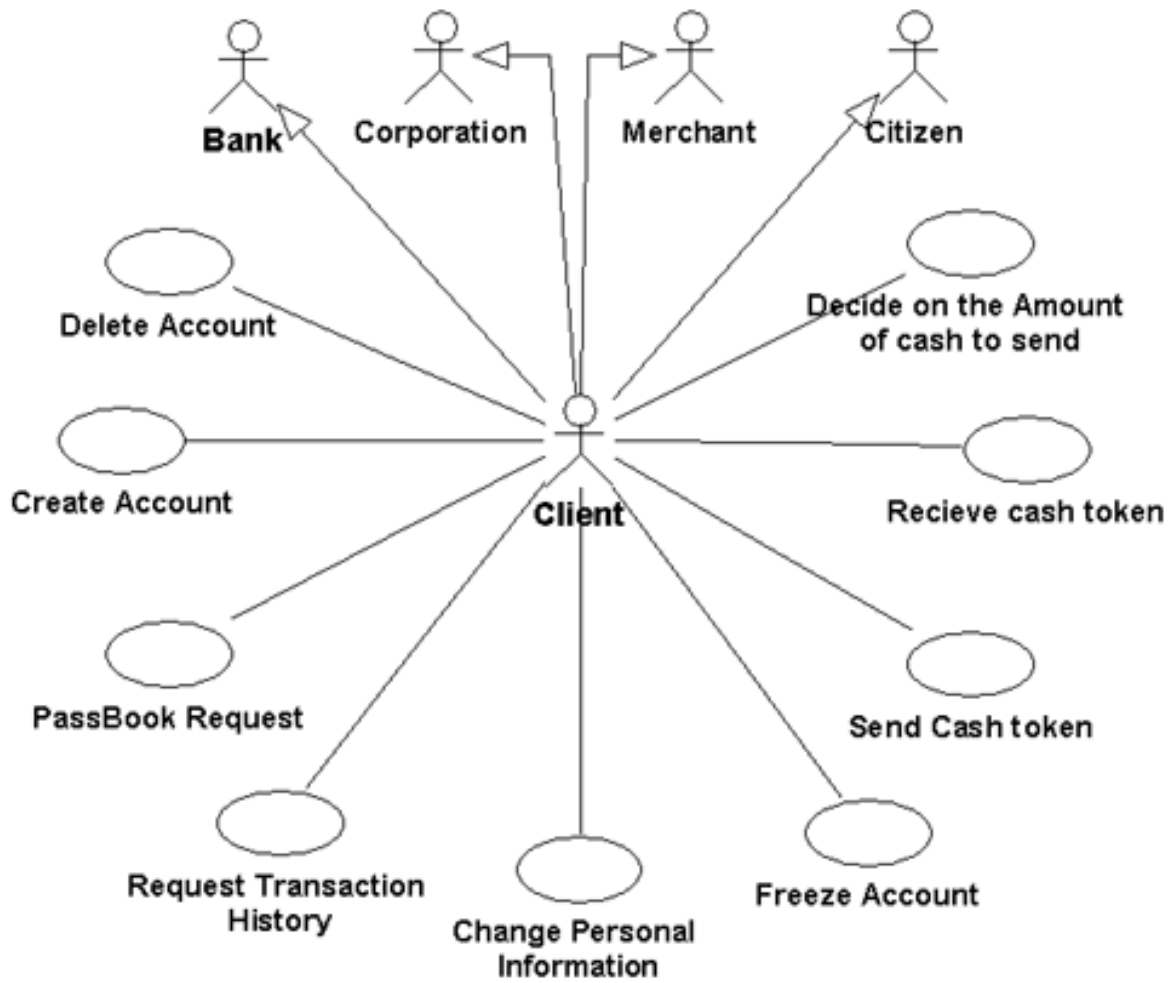 Bank
Corporation
Merchant
Citizen
Delete Account
Decide on the Amount
of cash to send
Create Account
Client
Recieve cash token
PassBook Request
Send Cash token
Request Transaction
History
Change Personal
Information
Freeze Account